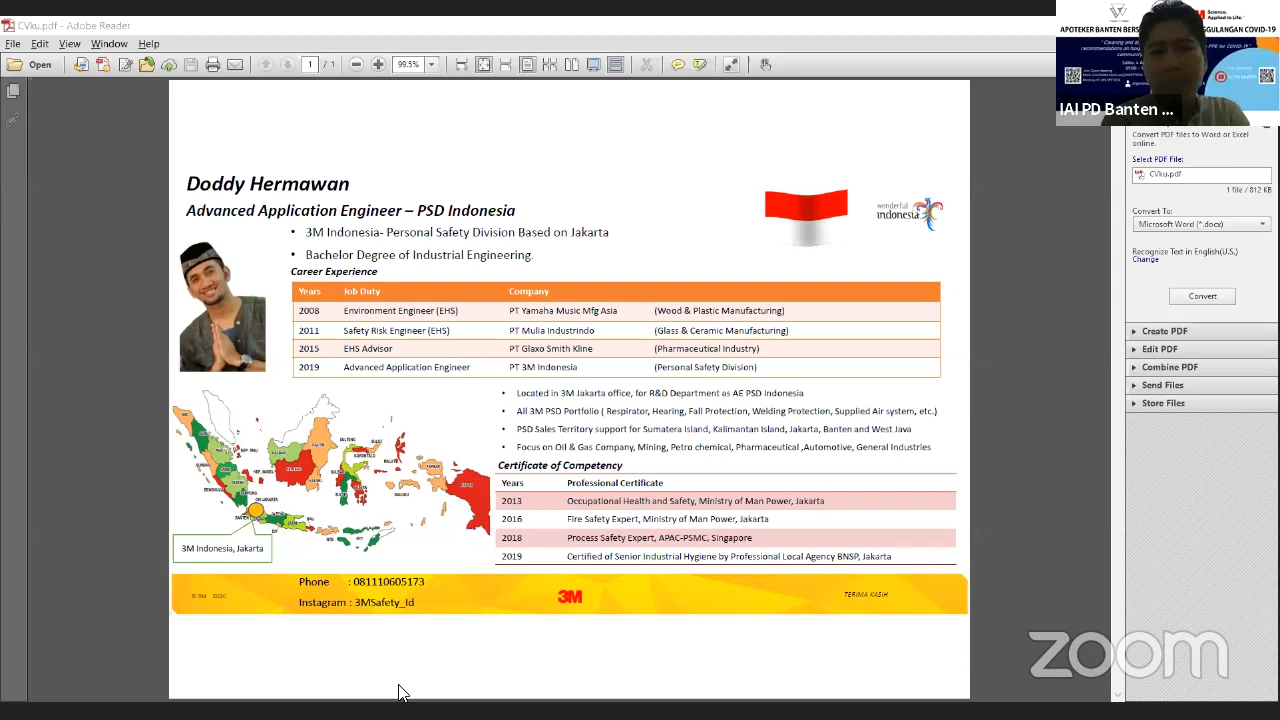 CVku.pdf - Adobe Reader
File Edit View Window Help
Open 1 / 1 99.5%
Science.
Applied to Life.™
IAI PD Banten ...
Convert PDF files to Word or Excel
online.
Select PDF File:
CVku.pdf
1 file / 812 KB
Convert To:
Microsoft Word (*.docx)
Recognize Text in English(U.S.)
Change
Convert
Create PDF
Edit PDF
Combine PDF
Send Files
Store Files
Doddy Hermawan
Advanced Application Engineer – PSD Indonesia
• 3M Indonesia- Personal Safety Division Based on Jakarta
• Bachelor Degree of Industrial Engineering.
wonderful
indonesia
Career Experience
Years Job Duty Company
2008 Environment Engineer (EHS) PT Yamaha Music Mfg Asia (Wood & Plastic Manufacturing)
2011 Safety Risk Engineer (EHS) PT Mulia Industrindo (Glass & Ceramic Manufacturing)
2015 EHS Advisor PT Glaxo Smith Kline (Pharmaceutical Industry)
2019 Advanced Application Engineer PT 3M Indonesia (Personal Safety Division)
• Located in 3M Jakarta office, for R&D Department as AE PSD Indonesia
• All 3M PSD Portfolio ( Respirator, Hearing, Fall Protection, Welding Protection, Supplied Air system, etc.)
• PSD Sales Territory support for Sumatera Island, Kalimantan Island, Jakarta, Banten and West Java
• Focus on Oil & Gas Company, Mining, Petro chemical, Pharmaceutical ,Automotive, General Industries
Certificate of Competency
Years Professional Certificate
2013 Occupational Health and Safety, Ministry of Man Power, Jakarta
2016 Fire Safety Expert, Ministry of Man Power, Jakarta
2018 Process Safety Expert, APAC-PSMC, Singapore
2019 Certified of Senior Industrial Hygiene by Professional Local Agency BNSP, Jakarta
3M Indonesia, Jakarta
© 3M 2020
Phone : 081110605173
Instagram : 3MSafety_Id
3M
TERIMA KASIH
zoom